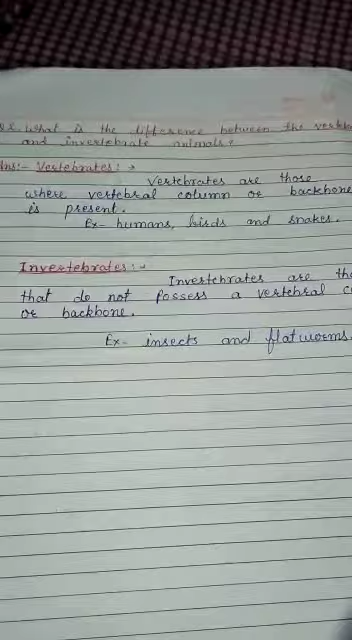 What is the difference between the
and invertebrate animals?
Ans:- Vertebrates:→
Vertebrates are those
where vertebral column or backbone
is present.
Ex- humans, birds and snakes.
Invertebrates:→
Invertebrates are
that do not possess a vertebral
or backbone.
Ex- insects and flatworms.